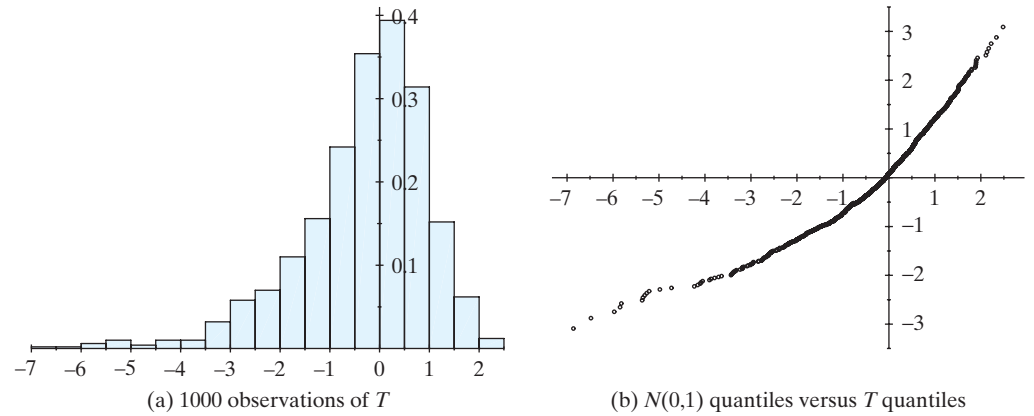 0.4
0.3
0.2
0.1
–7 –6 –5 –4 –3 –2 –1 0 1 2
(a) 1000 observations of T
3
2
1
–7 –6 –5 –4 –3 –2 –1 1 2
–1
–2
–3
(b) N(0,1) quantiles versus T quantiles